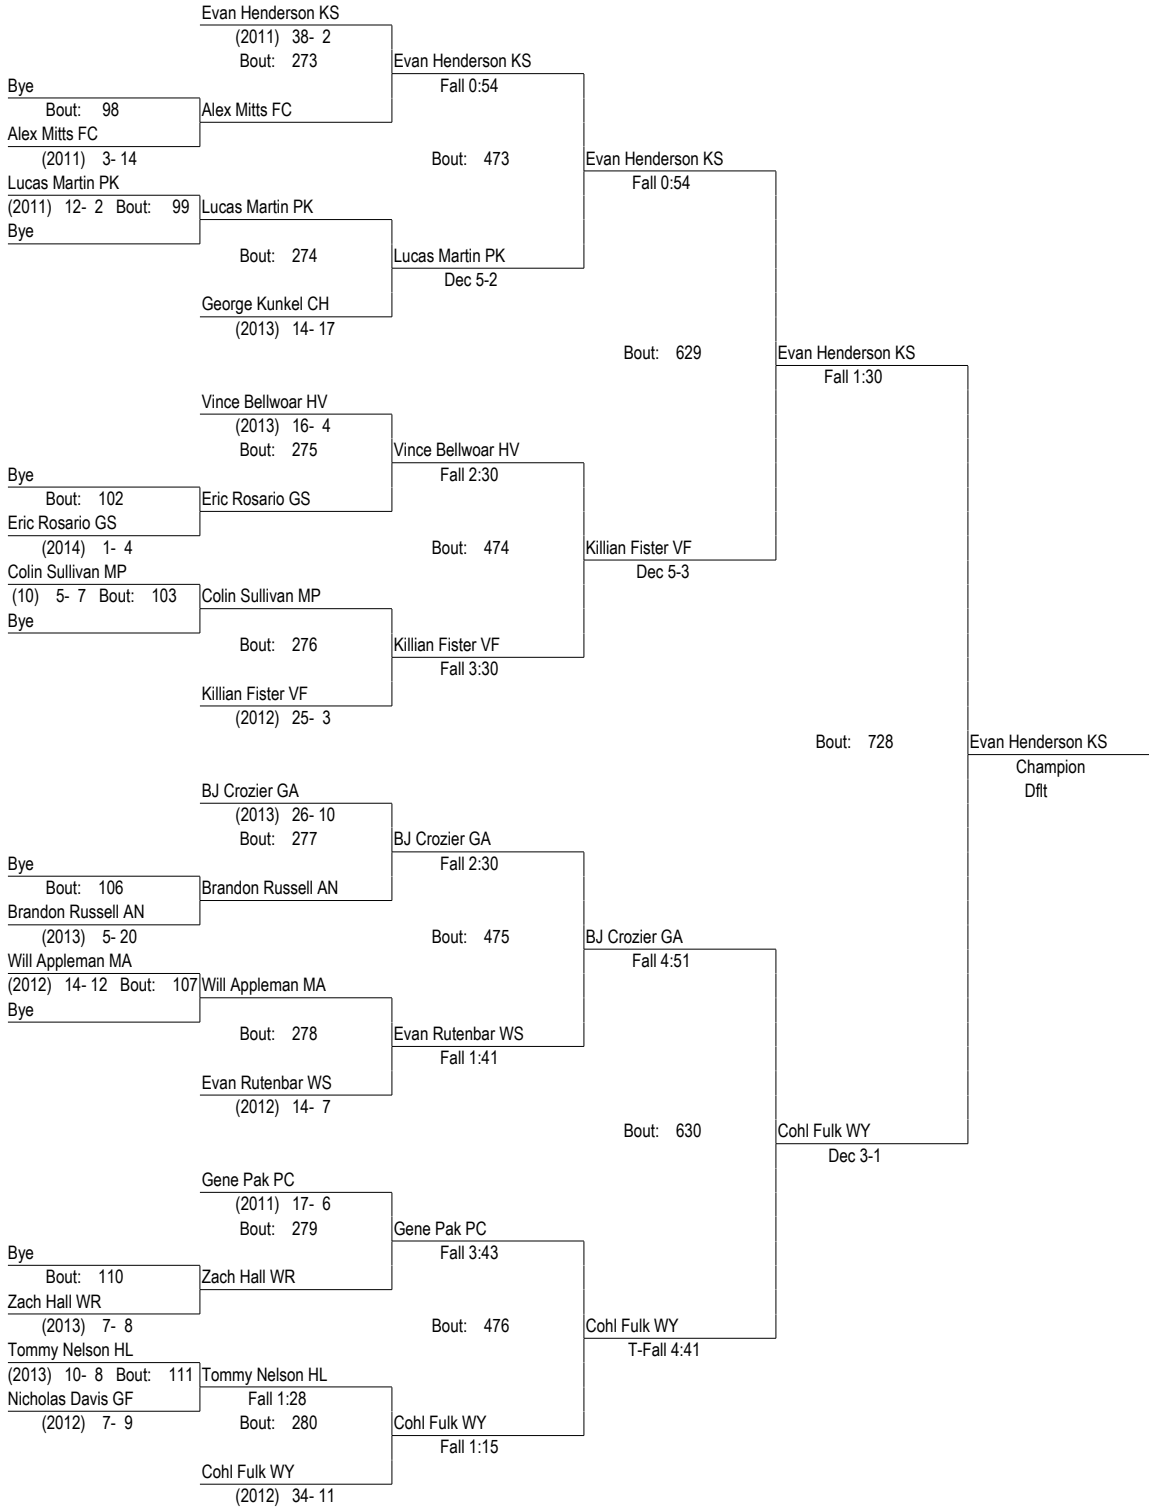 Evan Henderson KS
(2011) 38- 2
Bout: 273
Evan Henderson KS
Fall 0:54
Bye
Bout: 98
Alex Mitts FC
Alex Mitts FC
(2011) 3- 14
Bout: 473
Evan Henderson KS
Fall 0:54
Lucas Martin PK
(2011) 12- 2 Bout: 99
Lucas Martin PK
Bye
Bout: 274
Lucas Martin PK
Dec 5-2
George Kunkel CH
(2013) 14- 17
Bout: 629
Evan Henderson KS
Fall 1:30
Vince Bellwoar HV
(2013) 16- 4
Bout: 275
Vince Bellwoar HV
Fall 2:30
Bye
Bout: 102
Eric Rosario GS
Eric Rosario GS
(2014) 1- 4
Bout: 474
Killian Fister VF
Dec 5-3
Colin Sullivan MP
(10) 5- 7 Bout: 103
Colin Sullivan MP
Bye
Bout: 276
Killian Fister VF
Fall 3:30
Killian Fister VF
(2012) 25- 3
Bout: 728
Evan Henderson KS
Champion
Dflt
BJ Crozier GA
(2013) 26- 10
Bout: 277
BJ Crozier GA
Fall 2:30
Bye
Bout: 106
Brandon Russell AN
Brandon Russell AN
(2013) 5- 20
Bout: 475
BJ Crozier GA
Fall 4:51
Will Appleman MA
(2012) 14- 12 Bout: 107
Will Appleman MA
Bye
Bout: 278
Evan Rutenbar WS
Fall 1:41
Evan Rutenbar WS
(2012) 14- 7
Bout: 630
Cohl Fulk WY
Dec 3-1
Gene Pak PC
(2011) 17- 6
Bout: 279
Gene Pak PC
Fall 3:43
Bye
Bout: 110
Zach Hall WR
Zach Hall WR
(2013) 7- 8
Bout: 476
Cohl Fulk WY
T-Fall 4:41
Tommy Nelson HL
(2013) 10- 8 Bout: 111
Tommy Nelson HL
Nicholas Davis GF
Fall 1:28
(2012) 7- 9
Bout: 280
Cohl Fulk WY
Fall 1:15
Cohl Fulk WY
(2012) 34- 11